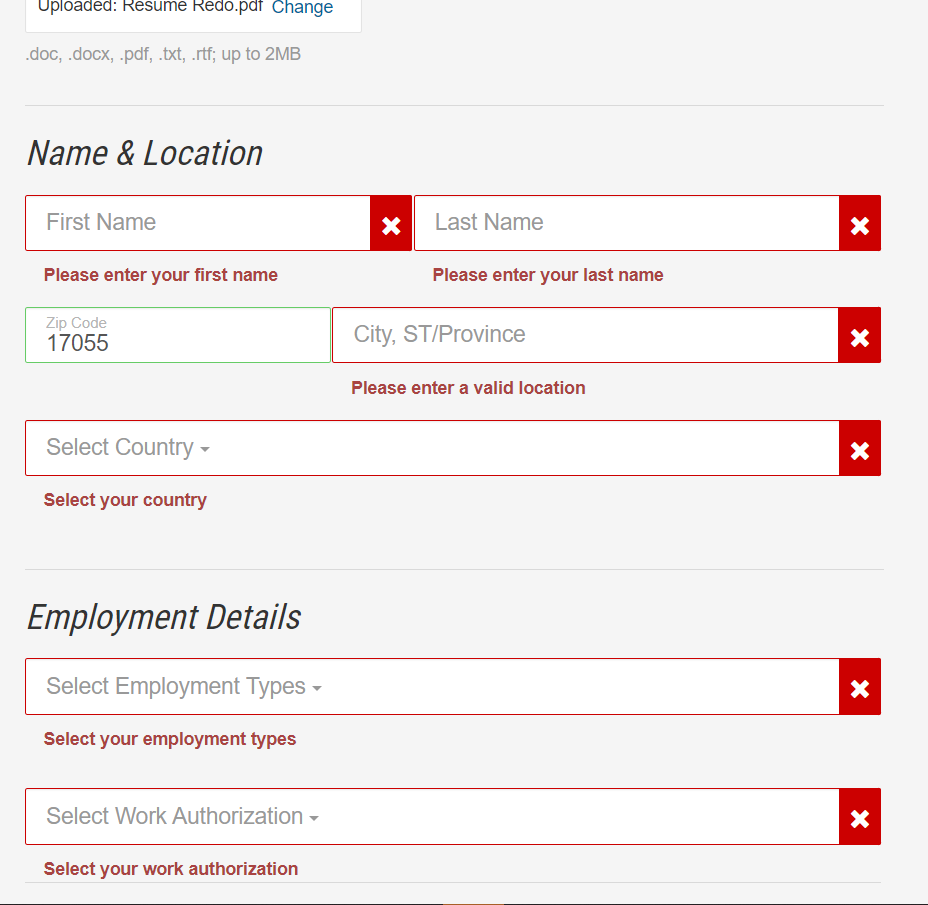 Uploaded: Resume Redo.pdf Change
.doc, .docx, .pdf, .txt, .rtf; up to 2MB
Name & Location
First Name Last Name
Please enter your first name Please enter your last name
Zip Code
17055 City, ST/Province
Please enter a valid location
Select Country
Select your country
Employment Details
Select Employment Types
Select your employment types
Select Work Authorization
Select your work authorization